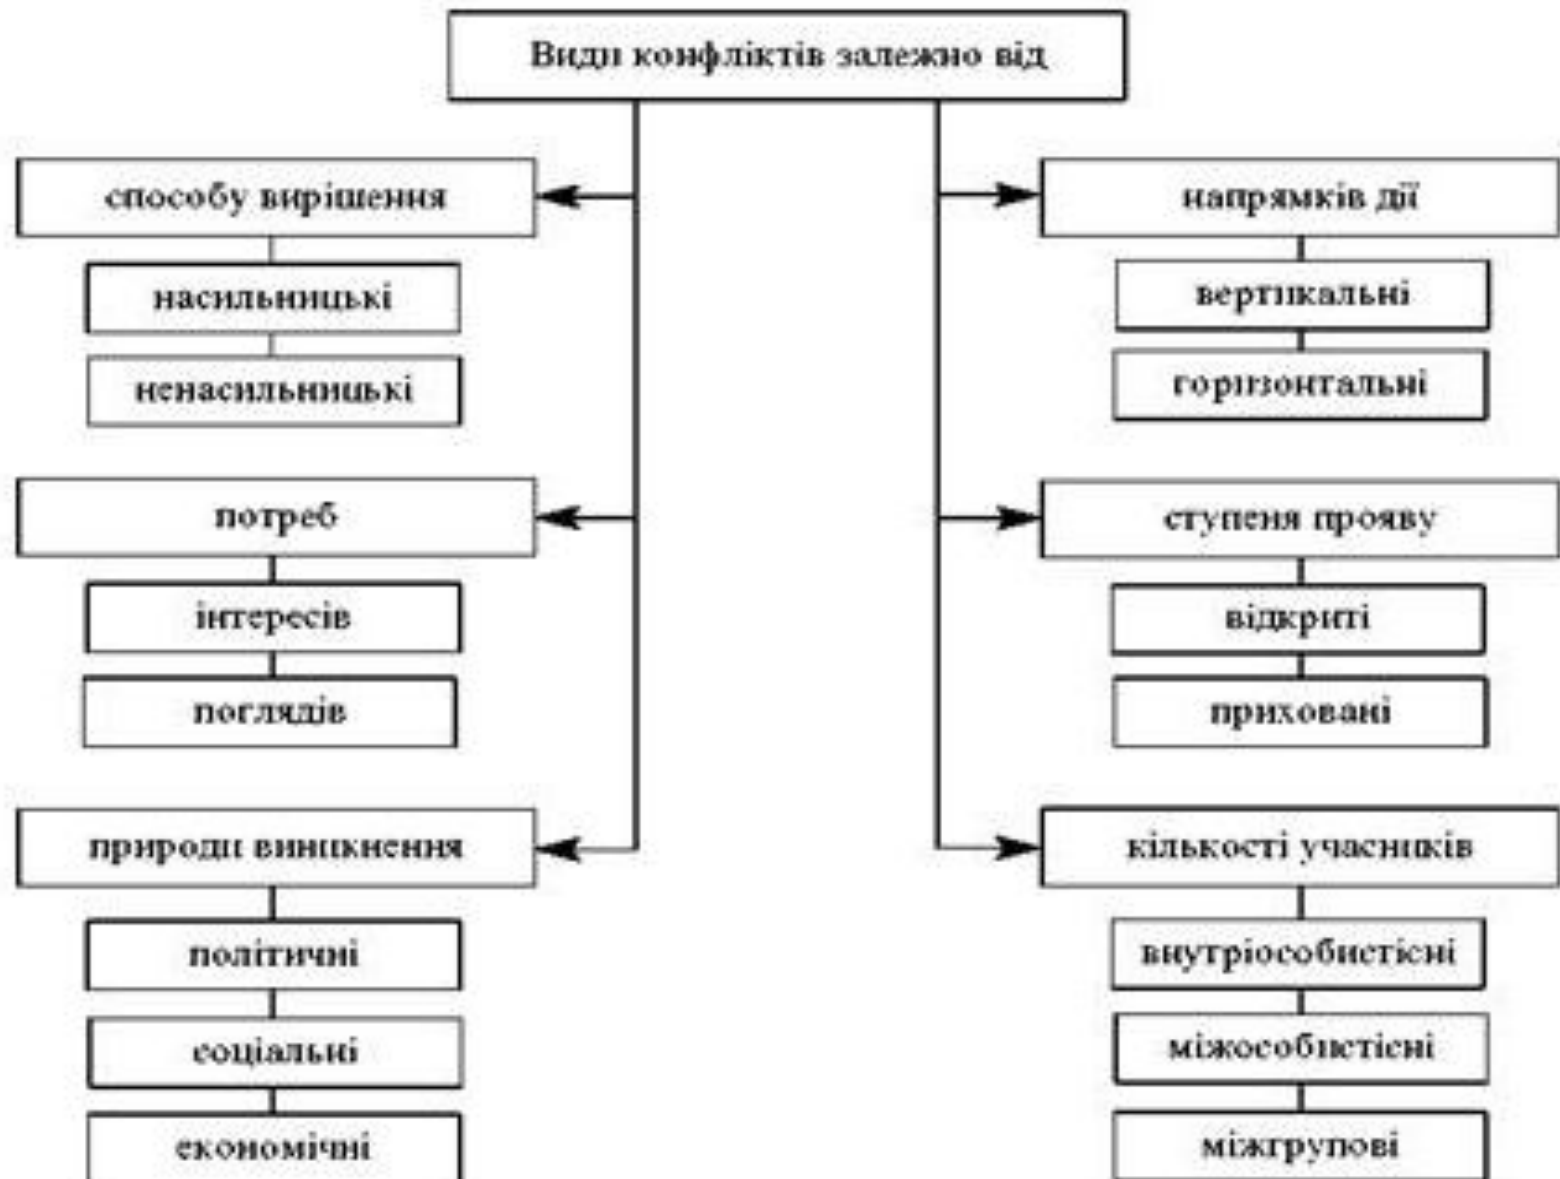 Види конфліктів залежно від
способу вирішення
насильницькі
ненасильницькі
потреб
інтересів
поглядів
природи виникнення
політичні
соціальні
економічні
напрямків дії
вертикальні
горизонтальні
ступеня прояву
відкриті
приховані
кількості учасників
внутріособистісні
міжособистісні
міжгрупові